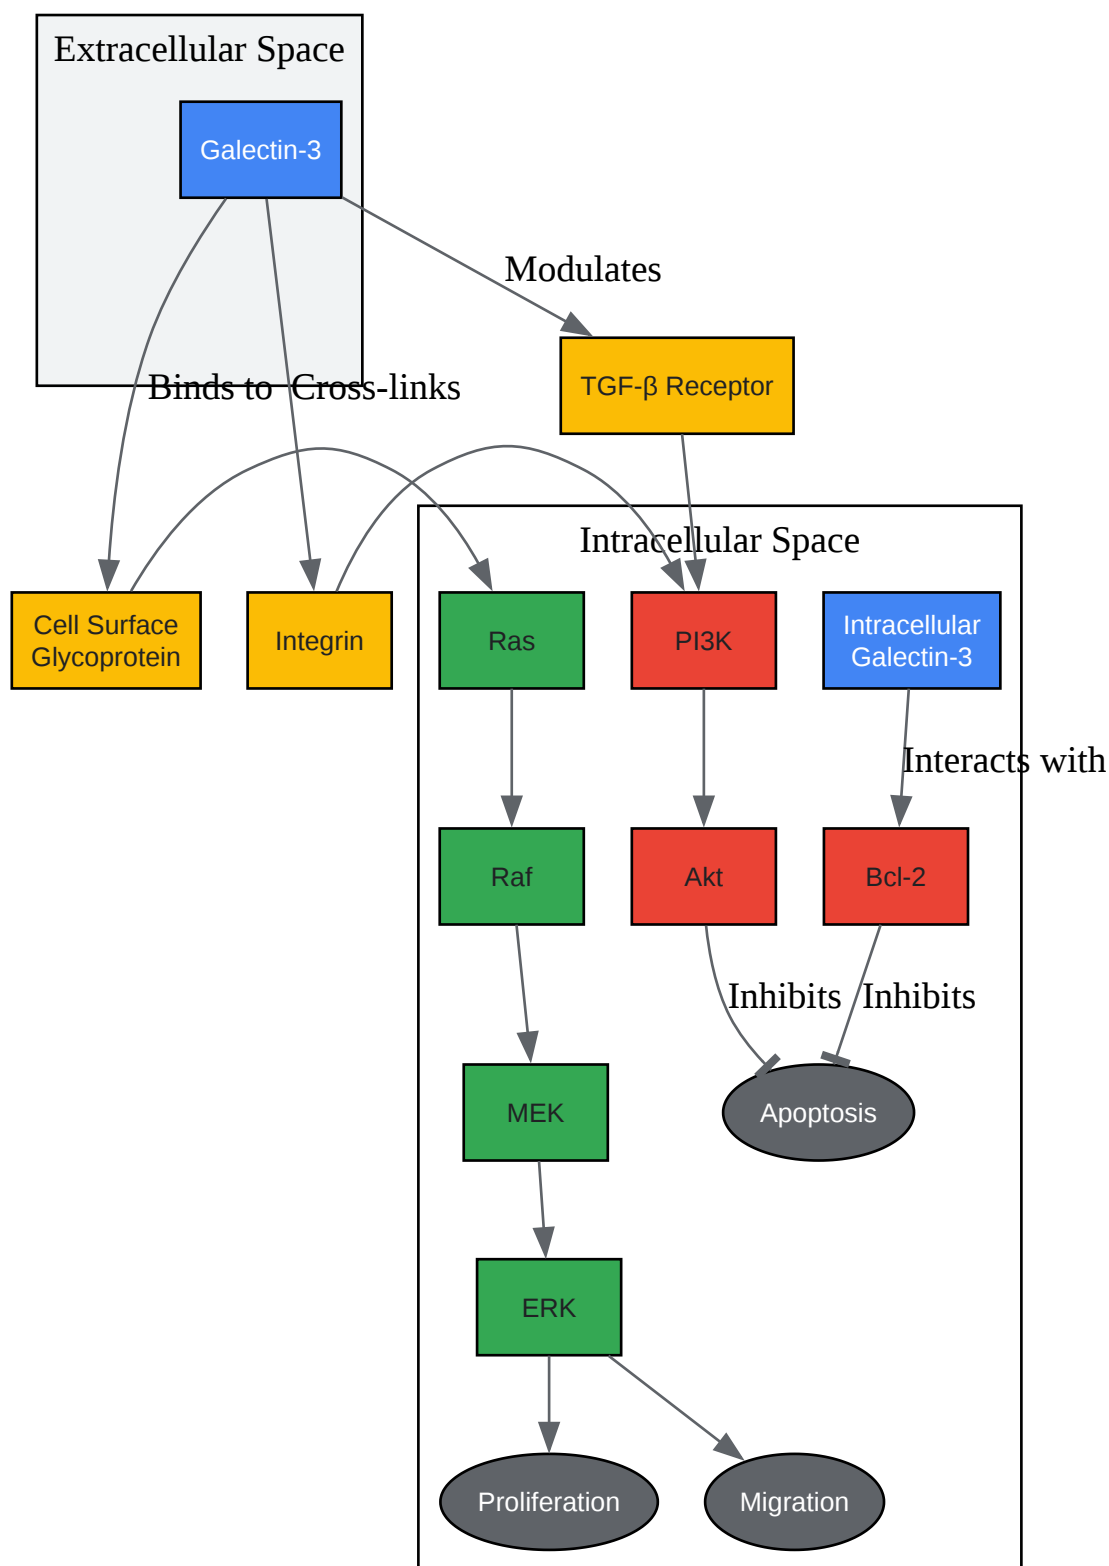 Extracellular Space
Galectin-3
Modulates
Binds to
Cross-links
TGF-β Receptor
Intracellular Space
Cell Surface
Glycoprotein
Integrin
Ras
PI3K
Intracellular
Galectin-3
Interacts with
Raf
Akt
Bcl-2
Inhibits
Inhibits
MEK
Apoptosis
ERK
Proliferation
Migration